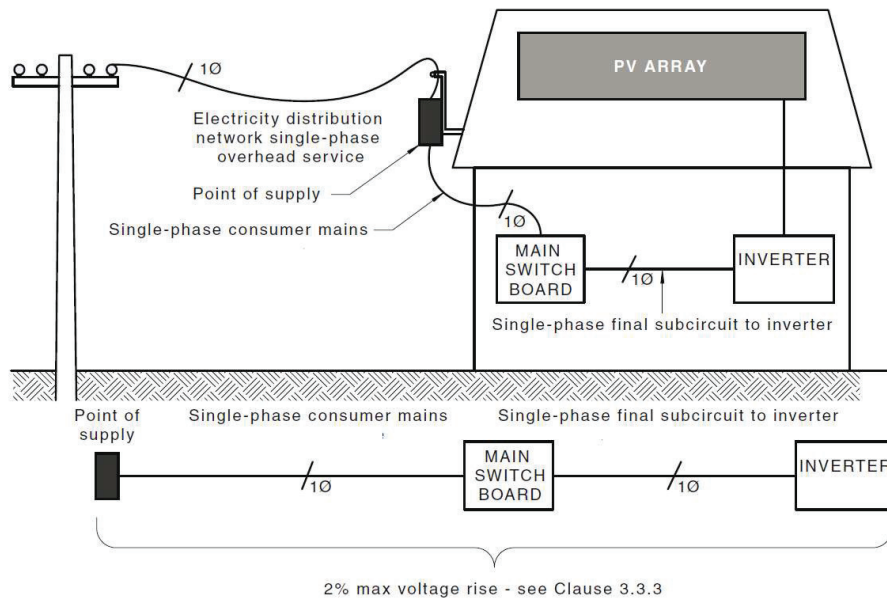 PV ARRAY
1Ø
Electricity distribution
network single-phase
overhead service
Point of supply
Single-phase consumer mains
1Ø
MAIN
SWITCH
BOARD
1Ø
INVERTER
Single-phase final subcircuit to inverter
Point of
supply
Single-phase consumer mains
Single-phase final subcircuit to inverter
1Ø
MAIN
SWITCH
BOARD
1Ø
INVERTER
2% max voltage rise - see Clause 3.3.3